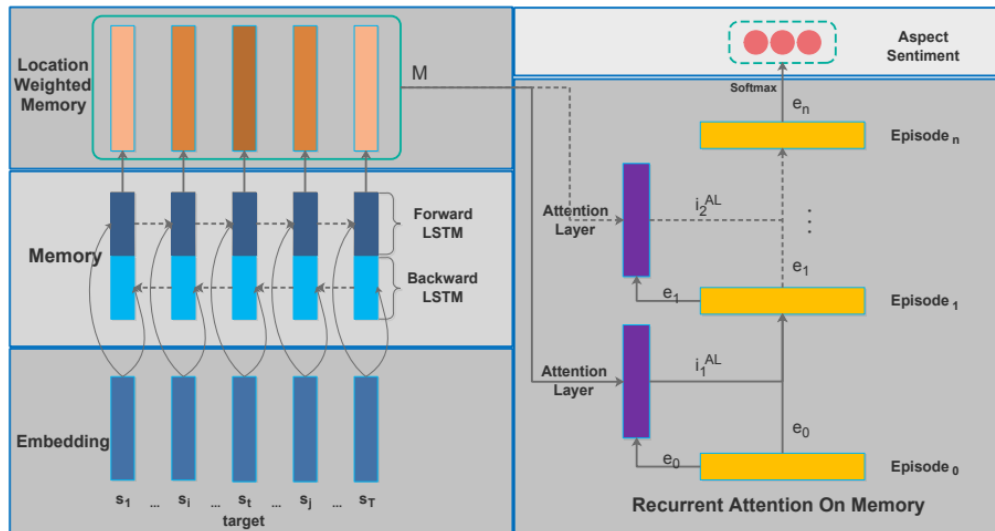 Location
Weighted
Memory
M
Memory
Forward
LSTM
Backward
LSTM
Embedding
s1 ... si ... st ... sj ... sT
target
Aspect
Sentiment
Softmax
en
Episode n
Attention
Layer
i2AL
⋮
e1
e1
Episode 1
Attention
Layer
i1AL
e0
e0
Episode 0
Recurrent Attention On Memory